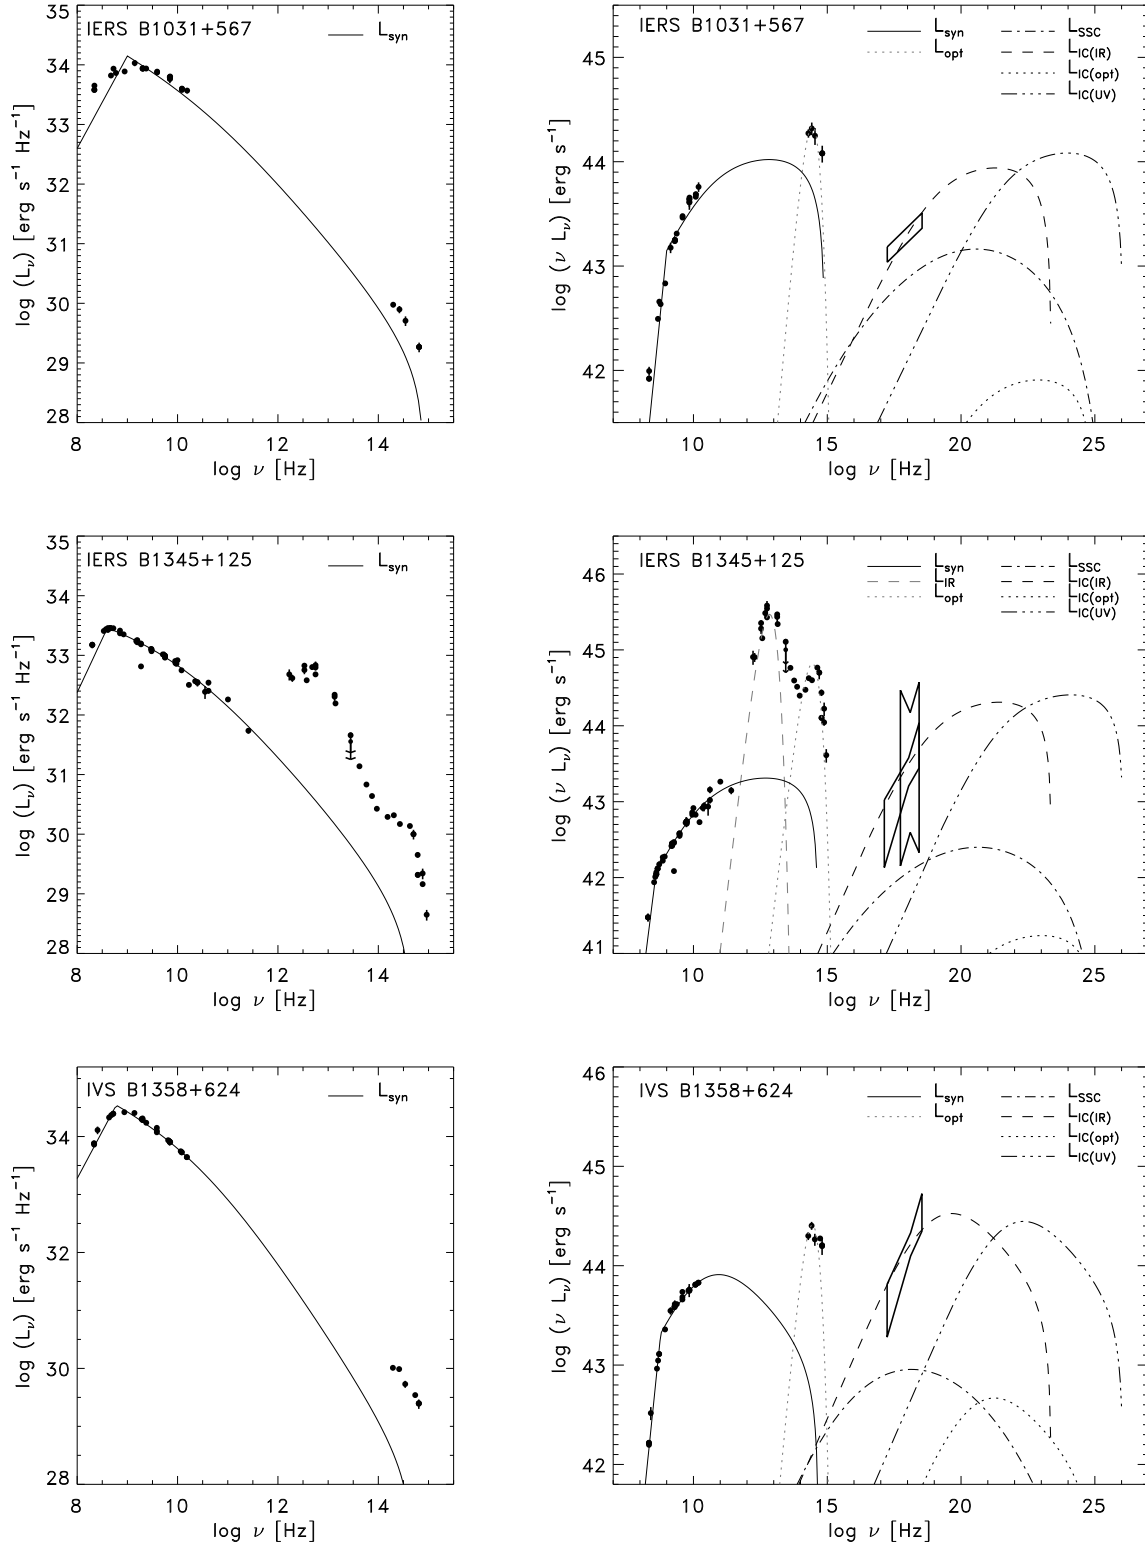 IERS B1031+567
L_syn
log (L_ν) [erg s^−1 Hz^−1]
35
34
33
32
31
30
29
28
8 10 12 14
log ν [Hz]
IERS B1031+567
L_syn
L_opt
L_SSC
L_IC(IR)
L_IC(opt)
L_IC(UV)
log (ν L_ν) [erg s^−1]
45
44
43
42
10 15 20 25
log ν [Hz]
IERS B1345+125
L_syn
log (L_ν) [erg s^−1 Hz^−1]
35
34
33
32
31
30
29
28
8 10 12 14
log ν [Hz]
IERS B1345+125
L_syn
L_IR
L_opt
L_SSC
L_IC(IR)
L_IC(opt)
L_IC(UV)
log (ν L_ν) [erg s^−1]
46
45
44
43
42
41
10 15 20 25
log ν [Hz]
IVS B1358+624
L_syn
log (L_ν) [erg s^−1 Hz^−1]
34
32
30
28
8 10 12 14
log ν [Hz]
IVS B1358+624
L_syn
L_opt
L_SSC
L_IC(IR)
L_IC(opt)
L_IC(UV)
log (ν L_ν) [erg s^−1]
46
45
44
43
42
10 15 20 25
log ν [Hz]